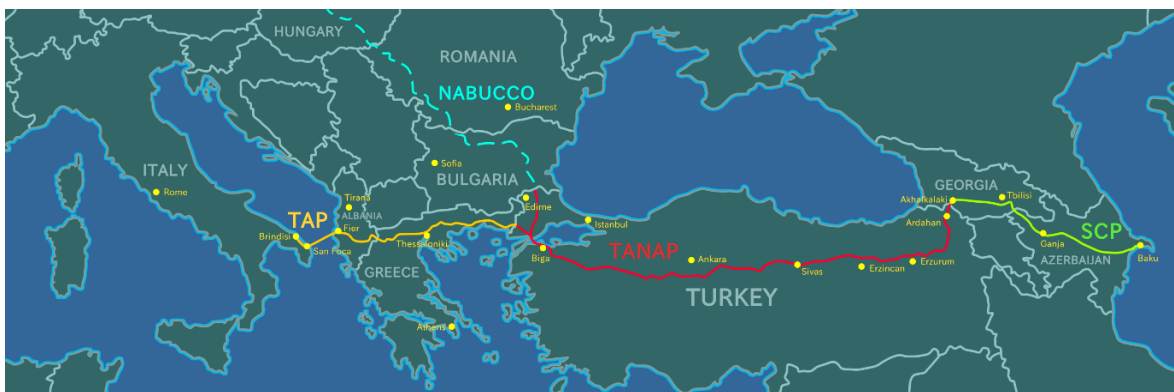 HUNGARY
ROMANIA
NABUCCO
Bucharest
Sofia
BULGARIA
ITALY
Rome
Tirana
ALBANIA
TAP
Fier
Brindisi
San Foca
Thessaloniki
GREECE
Athens
Edirne
Istanbul
Biga
TANAP
Ankara
TURKEY
Sivas
Erzincan
Erzurum
Ardahan
Akhalkalaki
GEORGIA
Tbilisi
Ganja
SCP
AZERBAIJAN
Baku